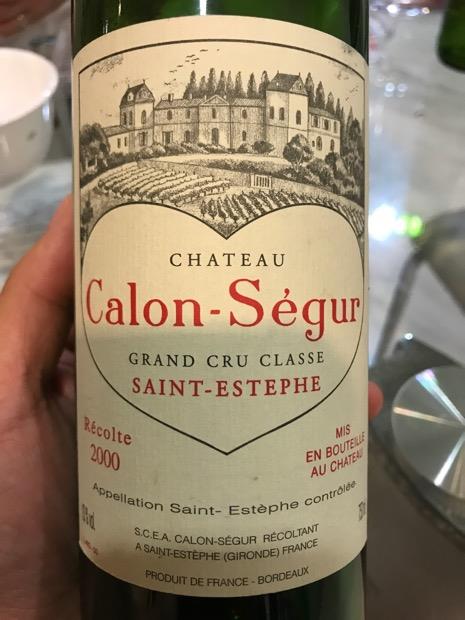 CHATEAU
Calon-Ségur
GRAND CRU CLASSE
SAINT-ESTEPHE
Récolte
2000
MIS
EN BOUTEILLE
AU CHATEAU
Appellation Saint-Estèphe contrôlée
S.C.E.A. CALON-SÉGUR RÉCOLTANT
A SAINT-ESTÈPHE (GIRONDE) FRANCE
PRODUIT DE FRANCE - BORDEAUX